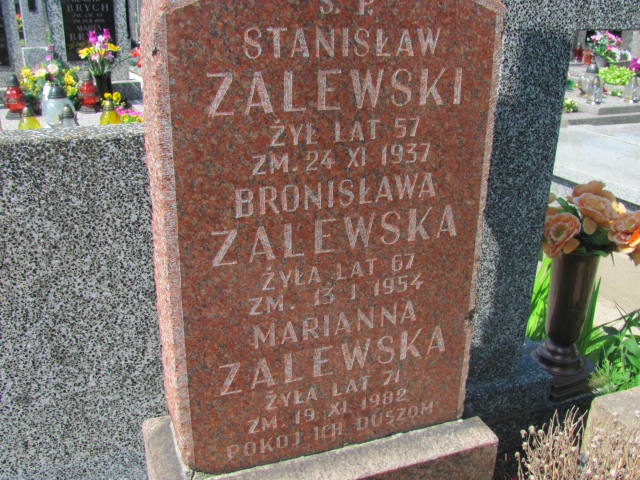 Ś. P.
STANISŁAW
ZALEWSKI
ŻYŁ LAT 57
ZM. 24 XI 1937
BRONISŁAWA
ZALEWSKA
ŻYŁA LAT 67
ZM. 13 I 1954
MARIANNA
ZALEWSKA
ŻYŁA LAT 71
ZM. 19 XI 1982
POKÓJ ICH DUSZOM
BRYCH